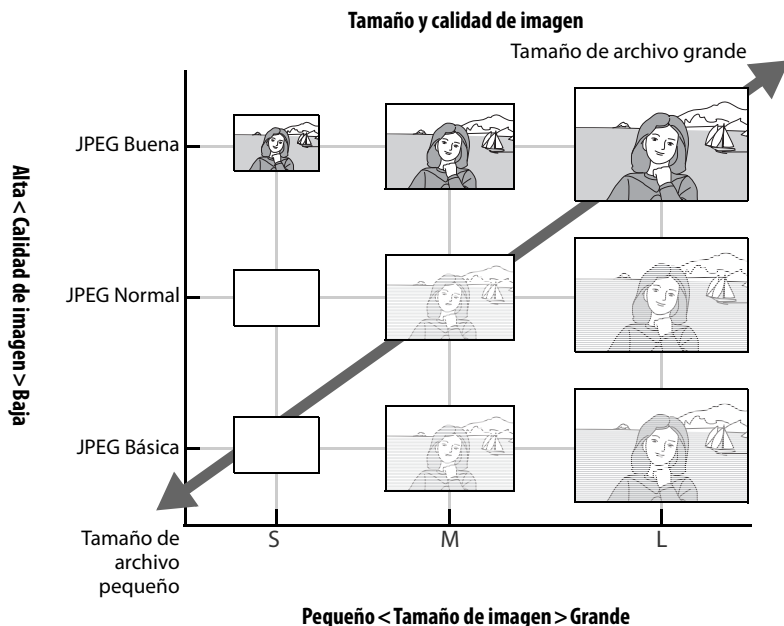 Tamaño y calidad de imagen
Tamaño de archivo grande
JPEG Buena
Alta < Calidad de imagen > Baja
JPEG Normal
JPEG Básica
Tamaño de
archivo
pequeño
S M L
Pequeño < Tamaño de imagen > Grande